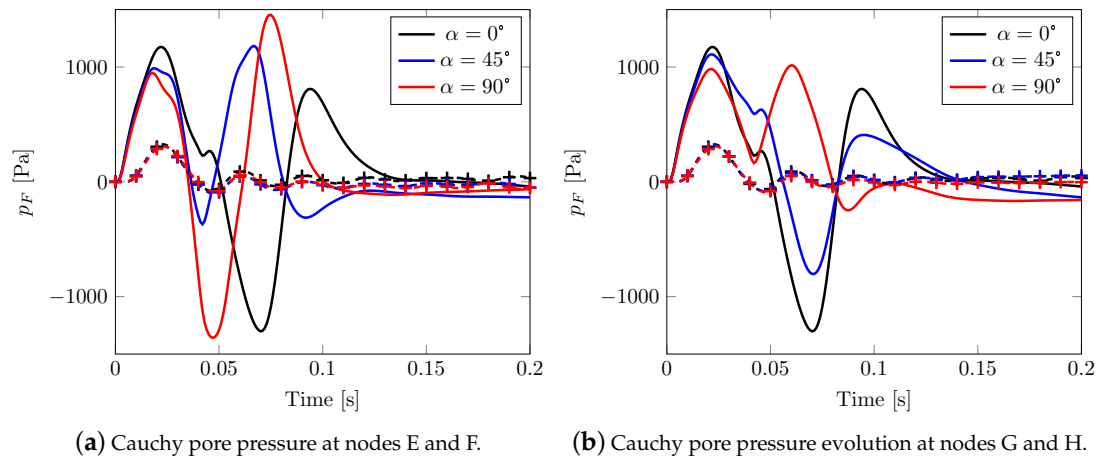 1000
0
−1000
p_F [Pa]
0
0.05
0.1
0.15
0.2
Time [s]
α = 0°
α = 45°
α = 90°
(a) Cauchy pore pressure at nodes E and F.
1000
0
−1000
p_F [Pa]
0
0.05
0.1
0.15
0.2
Time [s]
α = 0°
α = 45°
α = 90°
(b) Cauchy pore pressure evolution at nodes G and H.